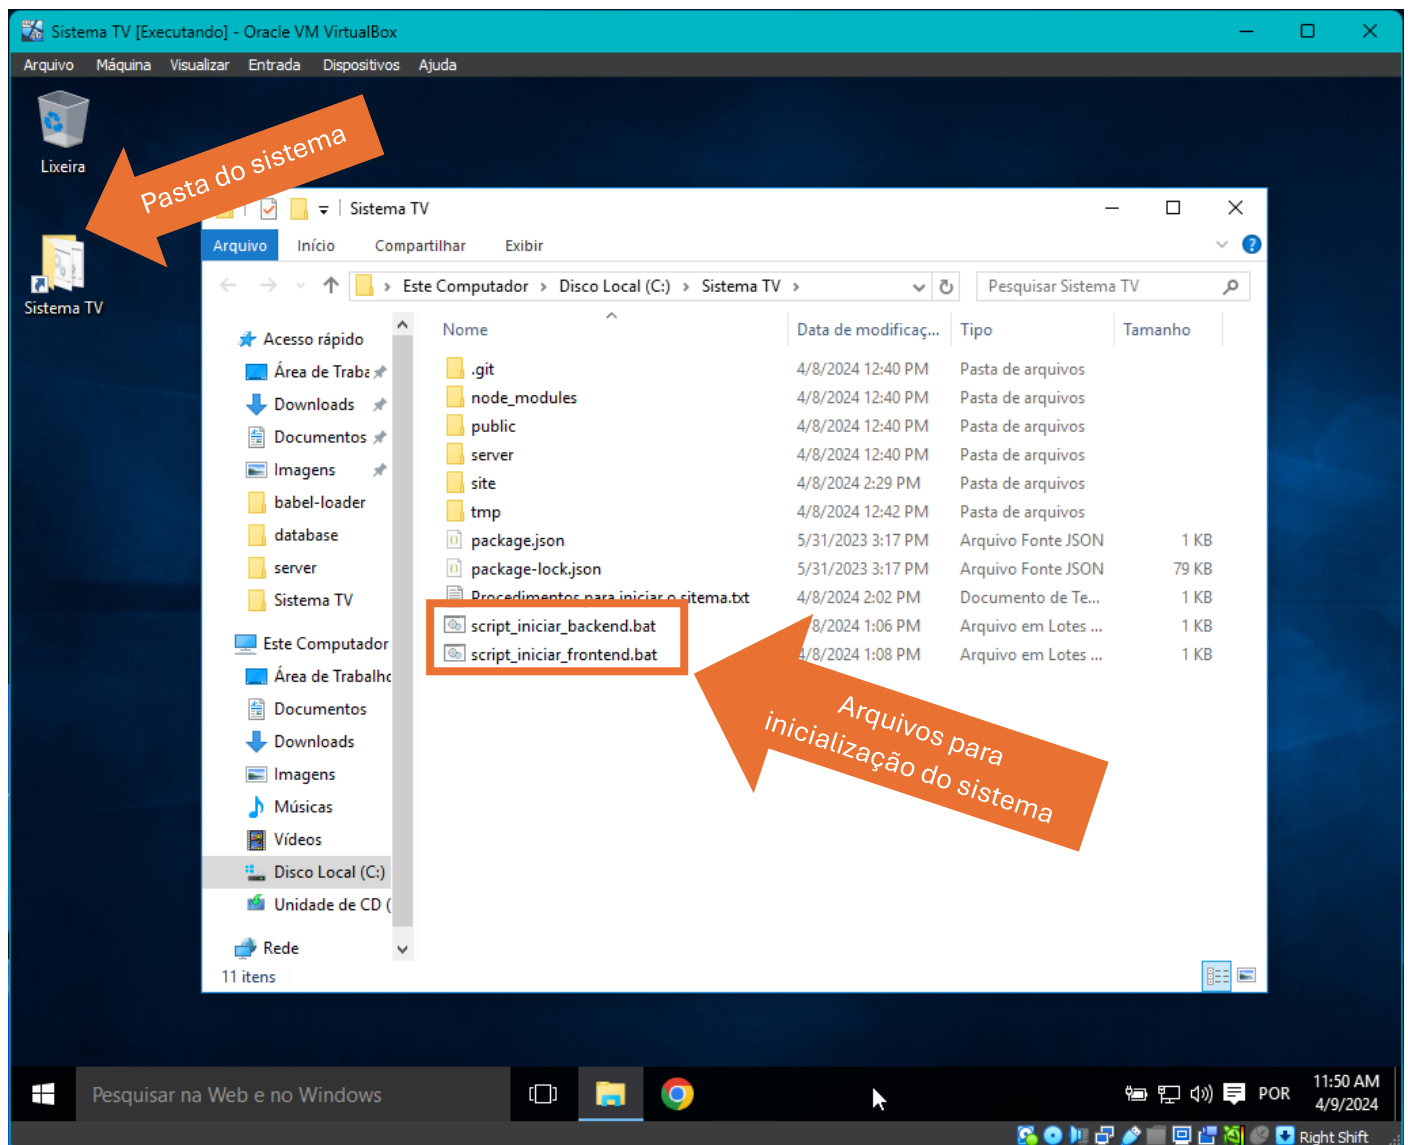 Sistema TV [Executando] - Oracle VM VirtualBox
Arquivo Máquina Visualizar Entrada Dispositivos Ajuda
Lixeira
Pasta do sistema
Sistema TV
Sistema TV
Arquivo Início Compartilhar Exibir
Este Computador > Disco Local (C:) > Sistema TV >
Pesquisar Sistema TV
Nome Data de modificaç... Tipo Tamanho
.git 4/8/2024 12:40 PM Pasta de arquivos
node_modules 4/8/2024 12:40 PM Pasta de arquivos
public 4/8/2024 12:40 PM Pasta de arquivos
server 4/8/2024 12:40 PM Pasta de arquivos
site 4/8/2024 2:29 PM Pasta de arquivos
tmp 4/8/2024 12:42 PM Pasta de arquivos
package.json 5/31/2023 3:17 PM Arquivo Fonte JSON 1 KB
package-lock.json 5/31/2023 3:17 PM Arquivo Fonte JSON 79 KB
Procedimentos para iniciar o sitema.txt 4/8/2024 2:02 PM Documento de Te... 1 KB
script_iniciar_backend.bat /8/2024 1:06 PM Arquivo em Lotes ... 1 KB
script_iniciar_frontend.bat 4/8/2024 1:08 PM Arquivo em Lotes ... 1 KB
Acesso rápido
Área de Traba
Downloads
Documentos
Imagens
babel-loader
database
server
Sistema TV
Este Computador
Área de Trabalho
Documentos
Downloads
Imagens
Músicas
Vídeos
Disco Local (C:)
Unidade de CD (
Rede
11 itens
Arquivos para
inicialização do sistema
Pesquisar na Web e no Windows
POR
11:50 AM
4/9/2024
Right Shift